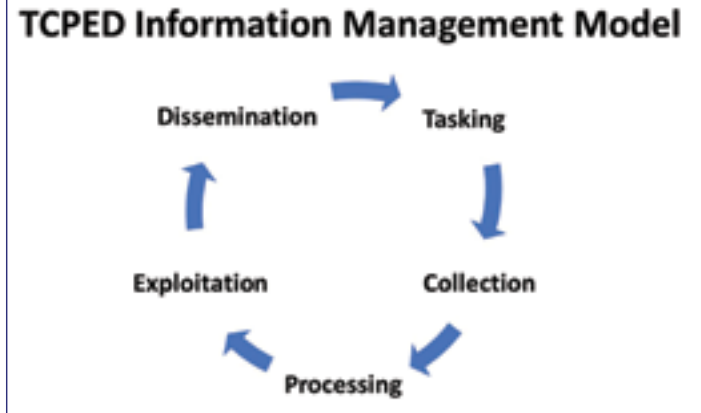 TCPED Information Management Model
Dissemination
Tasking
Exploitation
Collection
Processing